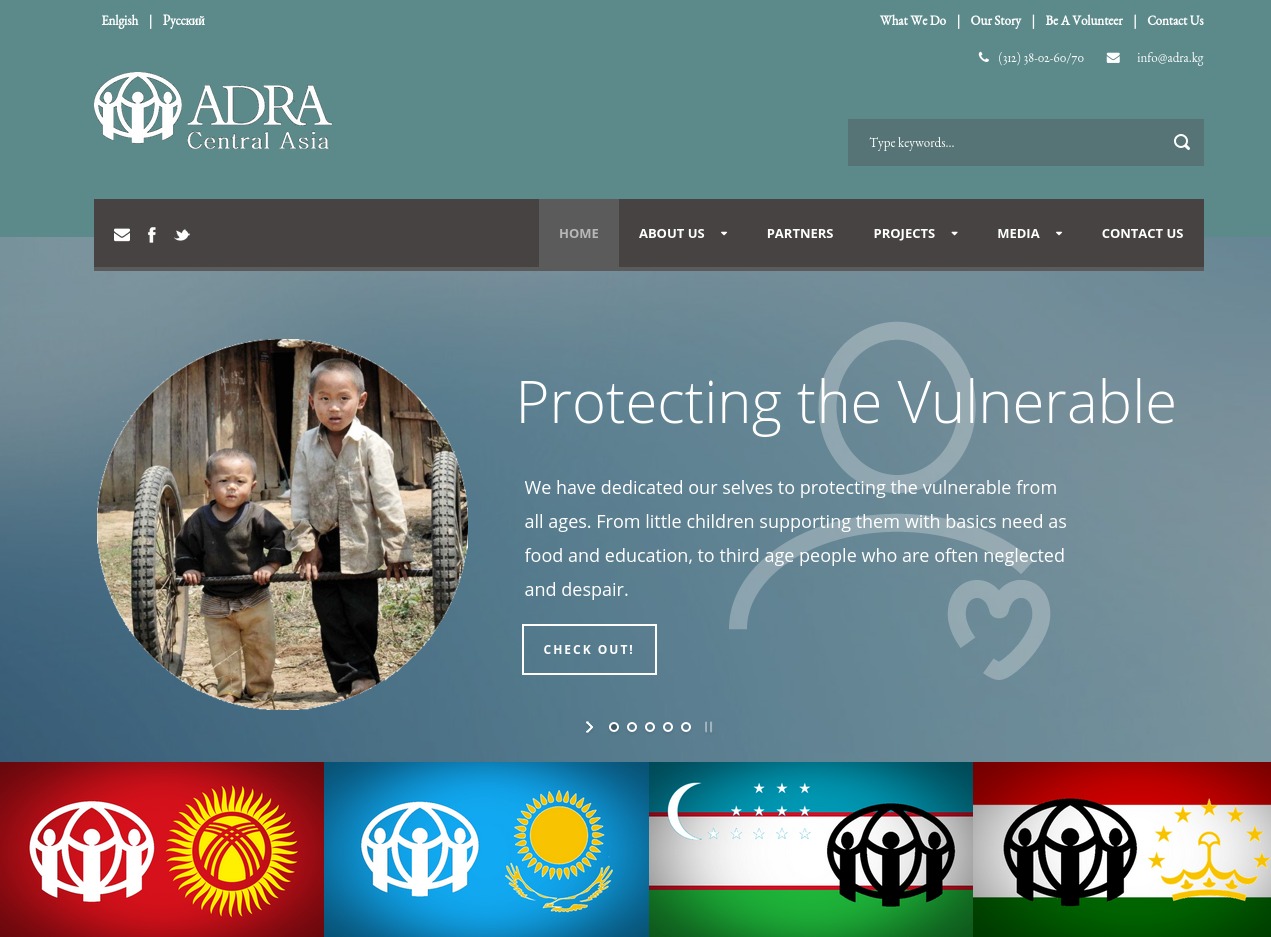 Enlgish | Русский
What We Do | Our Story | Be A Volunteer | Contact Us
(312) 38-02-60/70 info@adra.kg
ADRA
Central Asia
Type keywords...
HOME ABOUT US PARTNERS PROJECTS MEDIA CONTACT US
Protecting the Vulnerable
We have dedicated our selves to protecting the vulnerable from
all ages. From little children supporting them with basics need as
food and education, to third age people who are often neglected
and despair.
CHECK OUT!